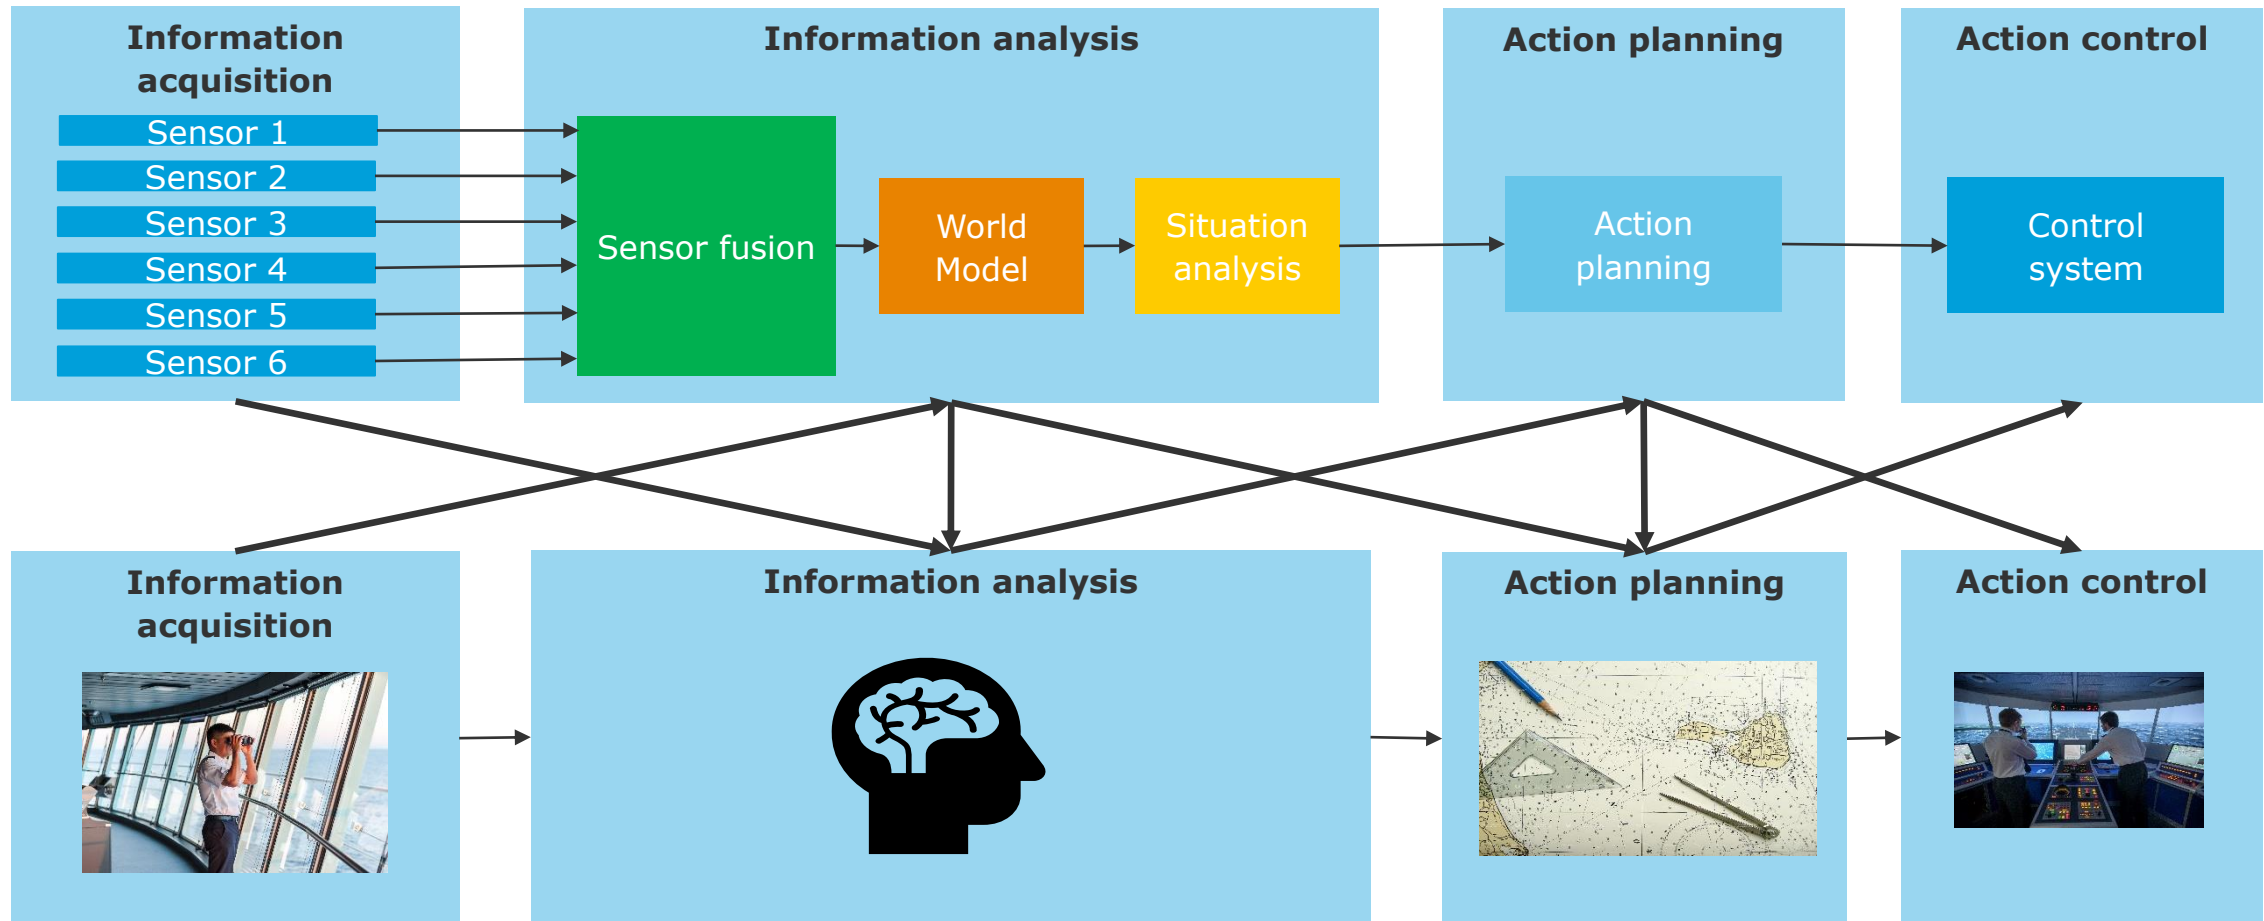 Information
acquisition
Sensor 1
Sensor 2
Sensor 3
Sensor 4
Sensor 5
Sensor 6
Information analysis
Sensor fusion
World
Model
Situation
analysis
Action planning
Action
planning
Action control
Control
system
Information
acquisition
Information analysis
Action planning
Action control